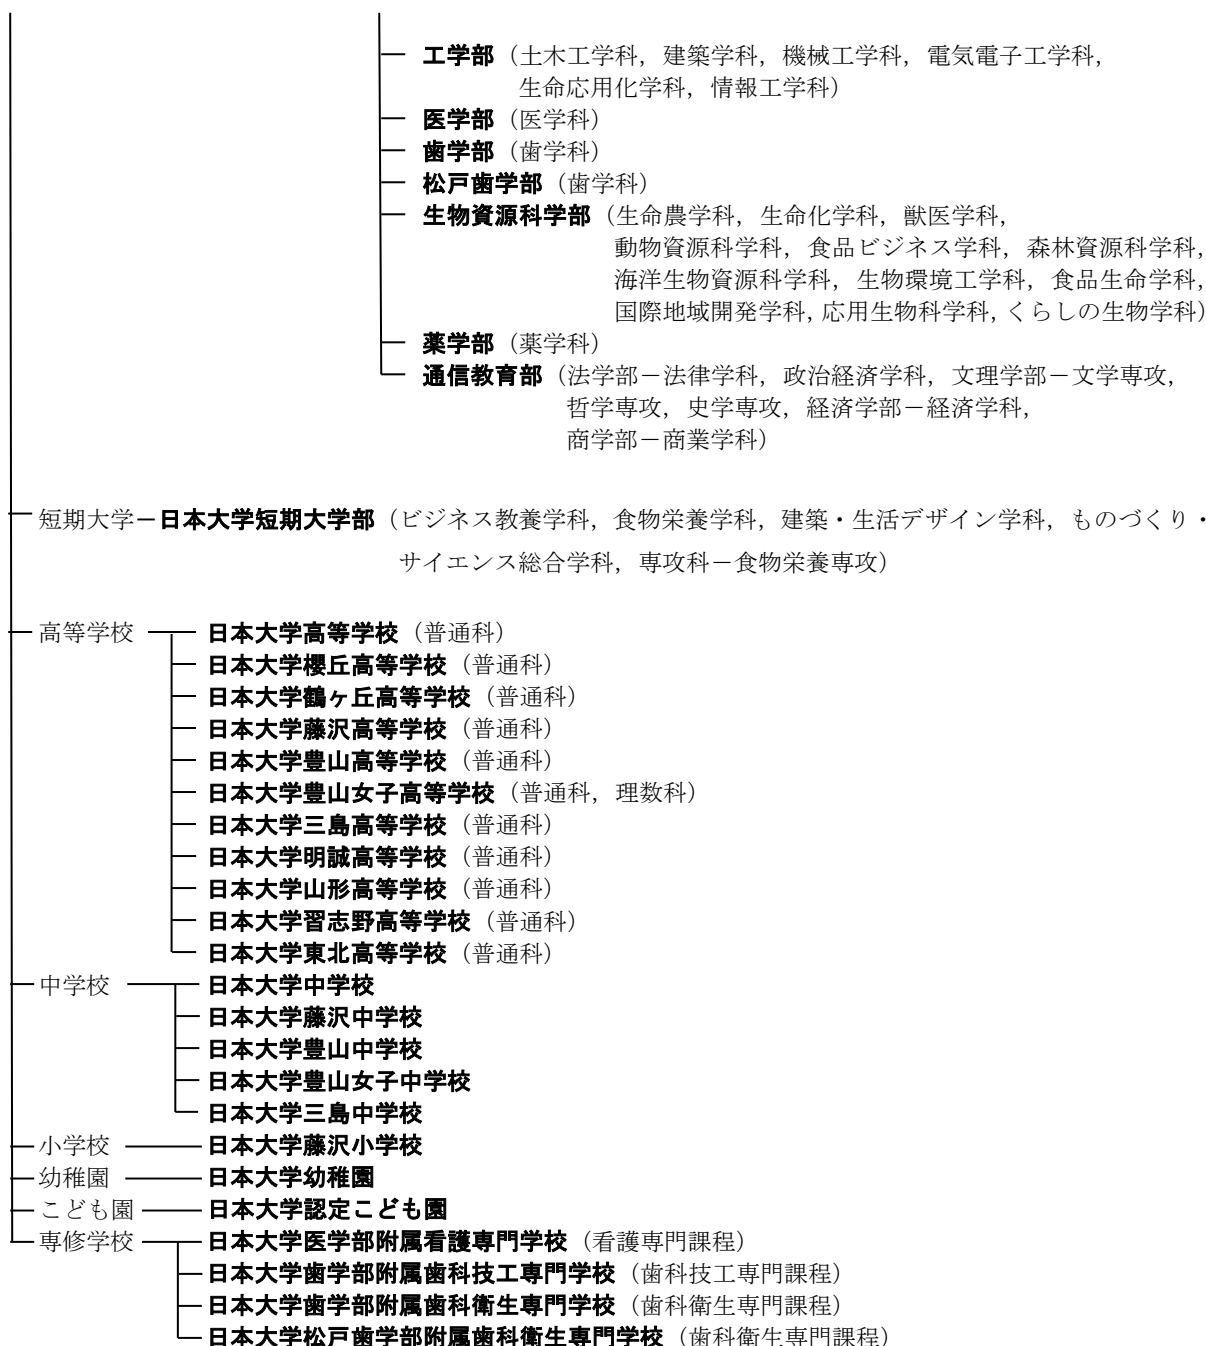 工学部（土木工学科，建築学科，機械工学科，電気電子工学科，
生命応用化学科，情報工学科）
医学部（医学科）
歯学部（歯学科）
松戸歯学部（歯学科）
生物資源科学部（生命農学科，生命化学科，獣医学科，
動物資源科学科，食品ビジネス学科，森林資源科学科，
海洋生物資源科学科，生物環境工学科，食品生命学科，
国際地域開発学科，応用生物科学科，くらしの生物学科）
薬学部（薬学科）
通信教育部（法学部－法律学科，政治経済学科，文理学部－文学専攻，
哲学専攻，史学専攻，経済学部－経済学科，
商学部－商業学科）
短期大学－日本大学短期大学部（ビジネス教養学科，食物栄養学科，建築・生活デザイン学科，ものづくり・
サイエンス総合学科，専攻科－食物栄養専攻）
高等学校 日本大学高等学校（普通科）
日本大学櫻丘高等学校（普通科）
日本大学鶴ヶ丘高等学校（普通科）
日本大学藤沢高等学校（普通科）
日本大学豊山高等学校（普通科）
日本大学豊山女子高等学校（普通科，理数科）
日本大学三島高等学校（普通科）
日本大学明誠高等学校（普通科）
日本大学山形高等学校（普通科）
日本大学習志野高等学校（普通科）
日本大学東北高等学校（普通科）
中学校 日本大学中学校
日本大学藤沢中学校
日本大学豊山中学校
日本大学豊山女子中学校
日本大学三島中学校
小学校 日本大学藤沢小学校
幼稚園 日本大学幼稚園
こども園 日本大学認定こども園
専修学校 日本大学医学部附属看護専門学校（看護専門課程）
日本大学歯学部附属歯科技工専門学校（歯科技工専門課程）
日本大学歯学部附属歯科衛生専門学校（歯科衛生専門課程）
日本大学松戸歯学部附属歯科衛生専門学校（歯科衛生専門課程）